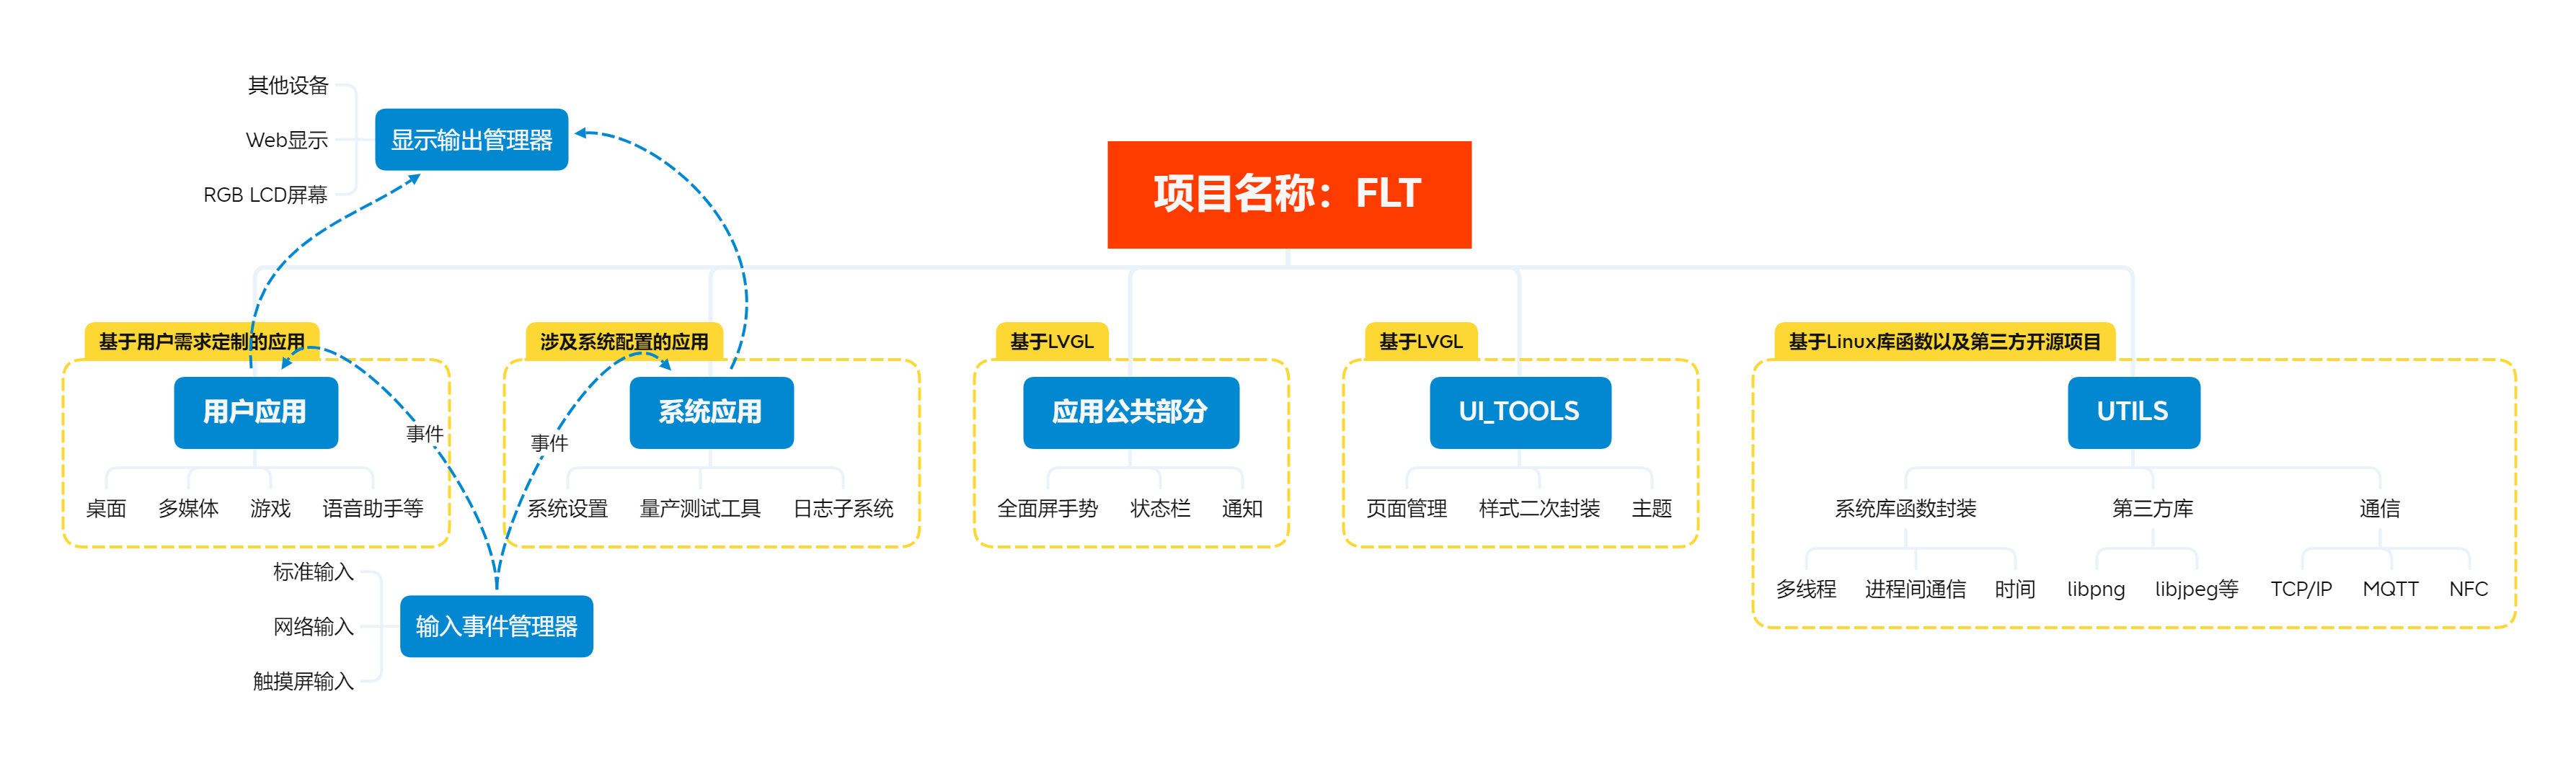 其他设备
Web显示
RGB LCD屏幕
显示输出管理器
项目名称：FLT
基于用户需求定制的应用
用户应用
桌面
多媒体
游戏
语音助手等
事件
涉及系统配置的应用
系统应用
事件
系统设置
量产测试工具
日志子系统
基于LVGL
应用公共部分
全面屏手势
状态栏
通知
基于LVGL
UI_TOOLS
页面管理
样式二次封装
主题
基于Linux库函数以及第三方开源项目
UTILS
系统库函数封装
第三方库
通信
多线程
进程间通信
时间
libpng
libjpeg等
TCP/IP
MQTT
NFC
标准输入
网络输入
触摸屏输入
输入事件管理器